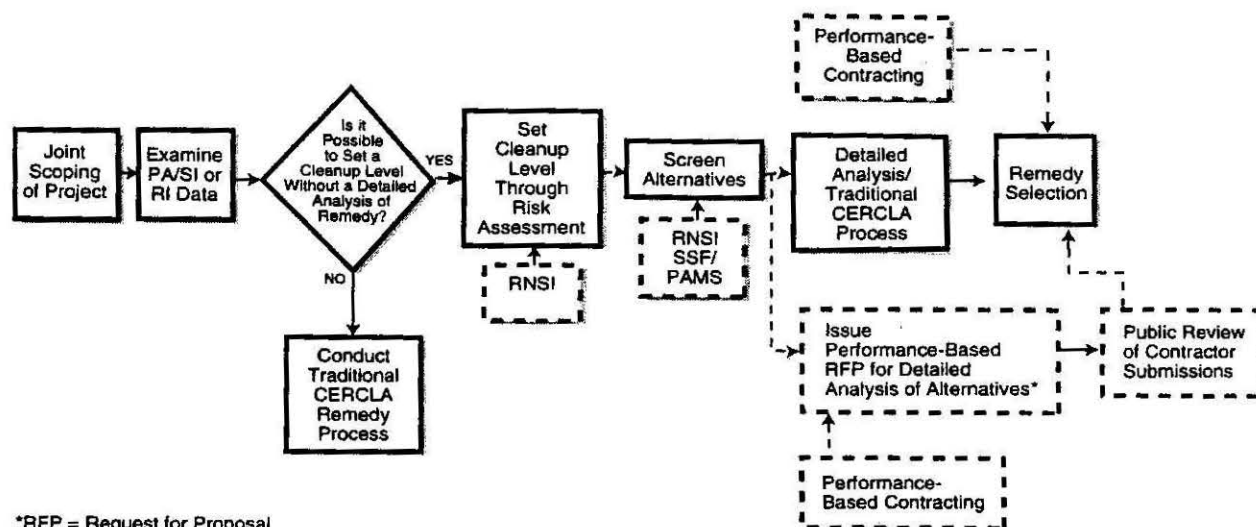 Joint
Scoping
of Project
Examine
PA/SI or
RI Data
Is it
Possible
to Set a
Cleanup Level
Without a Detailed
Analysis of
Remedy?
YES
NO
Conduct
Traditional
CERCLA
Remedy
Process
Set
Cleanup
Level
Through
Risk
Assessment
RNSI
Screen
Alternatives
RNSI
SSF/
PAMS
Detailed
Analysis/
Traditional
CERCLA
Process
Performance-
Based
Contracting
Remedy
Selection
Issue
Performance-Based
RFP for Detailed
Analysis of Alternatives*
Public Review
of Contractor
Submissions
Performance-
Based Contracting
*RFP = Request for Proposal